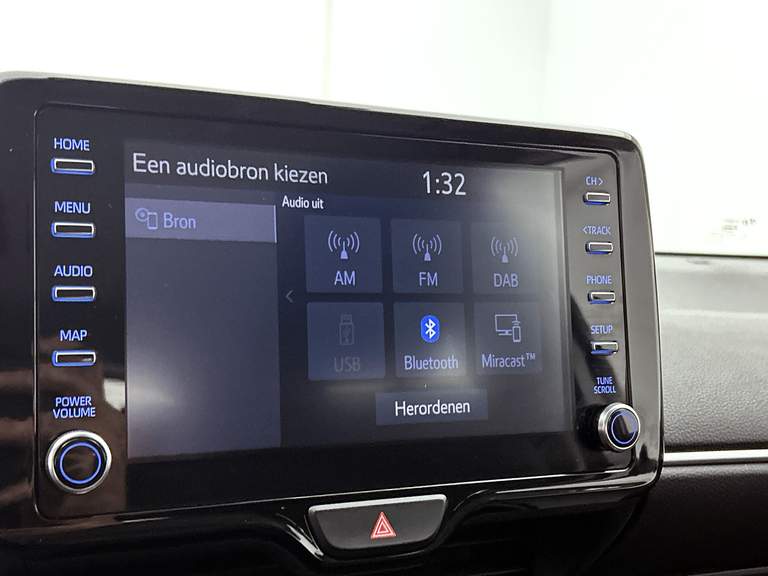 HOME
MENU
AUDIO
MAP
POWER
VOLUME
Een audiobron kiezen
1:32
Bron
Audio uit
AM
FM
DAB
USB
Bluetooth
Miracast™
Herordenen
CH>
<TRACK
PHONE
SETUP
TUNE
SCROLL